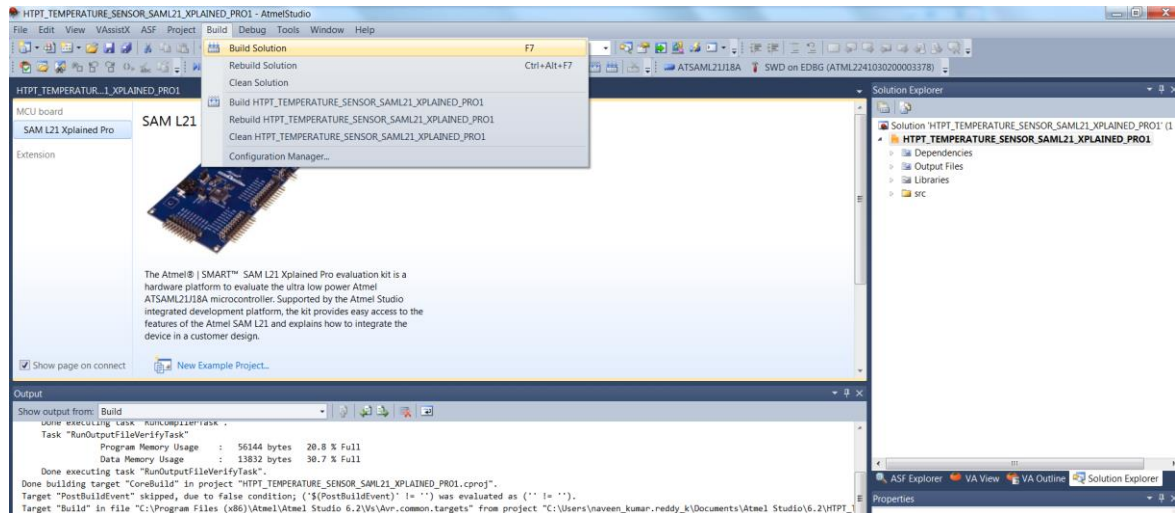 HTPT_TEMPERATURE_SENSOR_SAML21_XPLAINED_PRO1 - AtmelStudio
File Edit View VAssistX ASF Project Build Debug Tools Window Help
Build Solution F7
Rebuild Solution Ctrl+Alt+F7
Clean Solution
Build HTPT_TEMPERATURE_SENSOR_SAML21_XPLAINED_PRO1
Rebuild HTPT_TEMPERATURE_SENSOR_SAML21_XPLAINED_PRO1
Clean HTPT_TEMPERATURE_SENSOR_SAML21_XPLAINED_PRO1
Configuration Manager...
ATSAML21J18A SWD on EDBG (ATML2241030200003378)
HTPT_TEMPERATUR...1_XPLAINED_PRO1
MCU board
SAM L21 Xplained Pro
Extension
SAM L21
The Atmel® | SMART™ SAM L21 Xplained Pro evaluation kit is a
hardware platform to evaluate the ultra low power Atmel
ATSAML21J18A microcontroller. Supported by the Atmel Studio
integrated development platform, the kit provides easy access to the
features of the Atmel SAM L21 and explains how to integrate the
device in a customer design.
Show page on connect
New Example Project...
Solution Explorer
Solution 'HTPT_TEMPERATURE_SENSOR_SAML21_XPLAINED_PRO1' (1
HTPT_TEMPERATURE_SENSOR_SAML21_XPLAINED_PRO1
Dependencies
Output Files
Libraries
src
ASF Explorer VA View VA Outline Solution Explorer
Properties
Output
Show output from: Build
Done executing task "RunCompilerTask".
Task "RunOutputFileVerifyTask"
Program Memory Usage : 56144 bytes 20.8 % Full
Data Memory Usage : 13832 bytes 30.7 % Full
Done executing task "RunOutputFileVerifyTask".
Done building target "CoreBuild" in project "HTPT_TEMPERATURE_SENSOR_SAML21_XPLAINED_PRO1.cproj".
Target "PostBuildEvent" skipped, due to false condition; ('$(PostBuildEvent)' != '') was evaluated as ('' != '').
Target "Build" in file "C:\Program Files (x86)\Atmel\Atmel Studio 6.2\Vs\Avr.common.targets" from project "C:\Users\naveen_kumar.reddy_k\Documents\Atmel Studio\6.2\HTPT_